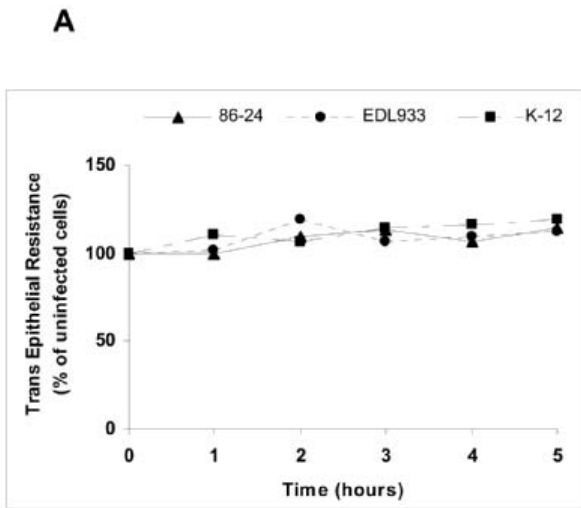 A
86-24 EDL933 K-12
150
100
50
0
Trans Epithelial Resistance
(% of uninfected cells)
0 1 2 3 4 5
Time (hours)